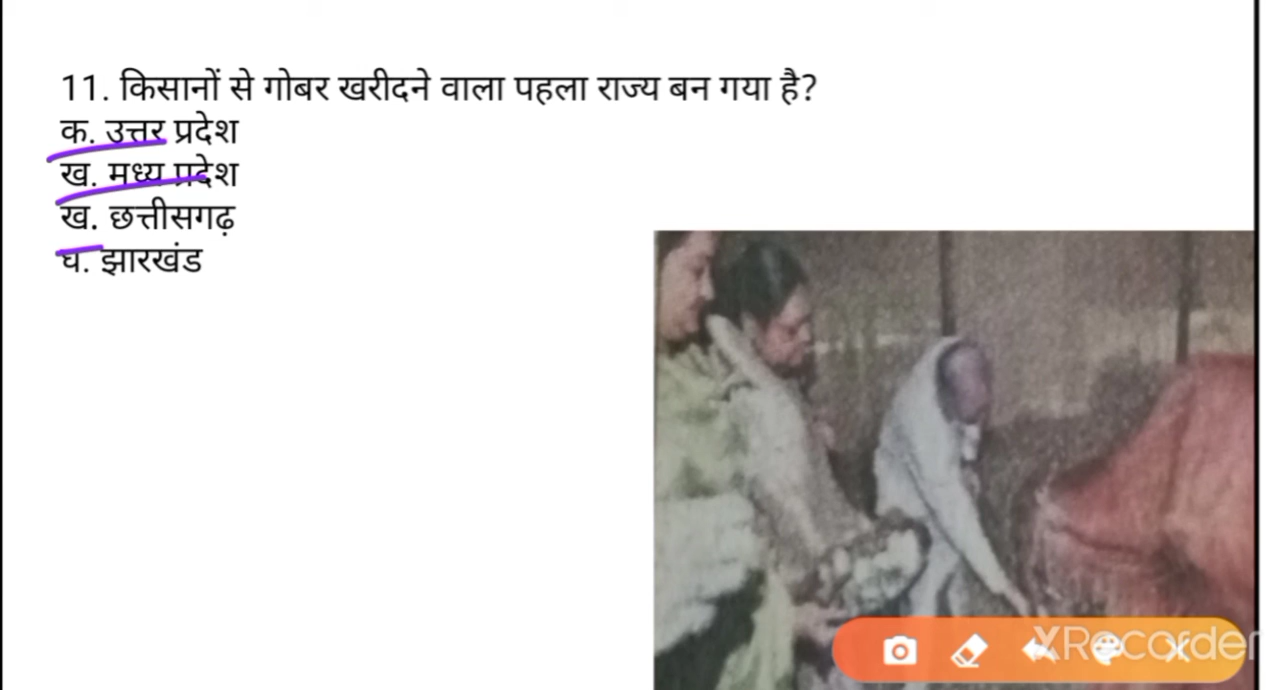 11. किसानों से गोबर खरीदने वाला पहला राज्य बन गया है?
क. उत्तर प्रदेश
ख. मध्य प्रदेश
ख. छत्तीसगढ़
घ. झारखंड
XRecorder